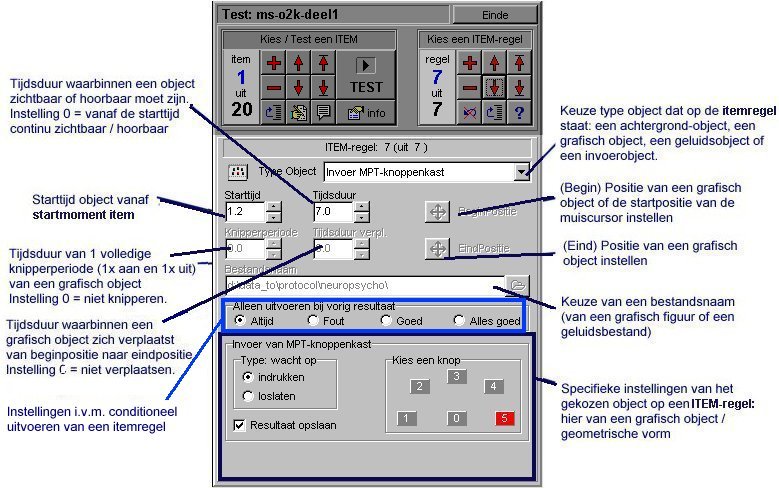 Test: ms-o2k-deel1
Einde
Kies / Test een ITEM
Kies een ITEM-regel
item
1
uit
20
TEST
info
regel
7
uit
7
?
Tijdsduur waarbinnen een object
zichtbaar of hoorbaar moet zijn.
Instelling 0 = vanaf de starttijd
continu zichtbaar / hoorbaar
Keuze type object dat op de itemregel
staat: een achtergrond-object, een
grafisch object, een geluidsobject of
een invoerobject.
ITEM-regel: 7 (uit 7 )
Type Object
Invoer MPT-knoppenkast
Starttijd object vanaf
startmoment item
Starttijd
Tijdsduur
1.2
7.0
BeginPositie
(Begin) Positie van een grafisch
object of de startpositie van de
muiscursor instellen
Tijdsduur van 1 volledige
knipperperiode (1x aan en 1x uit)
van een grafisch object
Instelling 0 = niet knipperen.
Knipperperiode
Tijdsduur verpl.
0.0
0.0
EindPositie
(Eind) Positie van een grafisch
object instellen
Bestandsnaam
d:\data_to\protocol\neuropsycho\
Keuze van een bestandsnaam
(van een grafisch figuur of een
geluidsbestand)
Tijdsduur waarbinnen een
grafisch object zich verplaatst
van beginpositie naar eindpositie.
Instelling 0 = niet verplaatsen.
Alleen uitvoeren bij vorig resultaat
Altijd
Fout
Goed
Alles goed
Instellingen i.v.m. conditioneel
uitvoeren van een itemregel
Invoer van MPT-knoppenkast
Type: wacht op
indrukken
loslaten
Resultaat opslaan
Kies een knop
2
3
4
1
0
5
Specifieke instellingen van het
gekozen object op een ITEM-regel:
hier van een grafisch object /
geometrische vorm